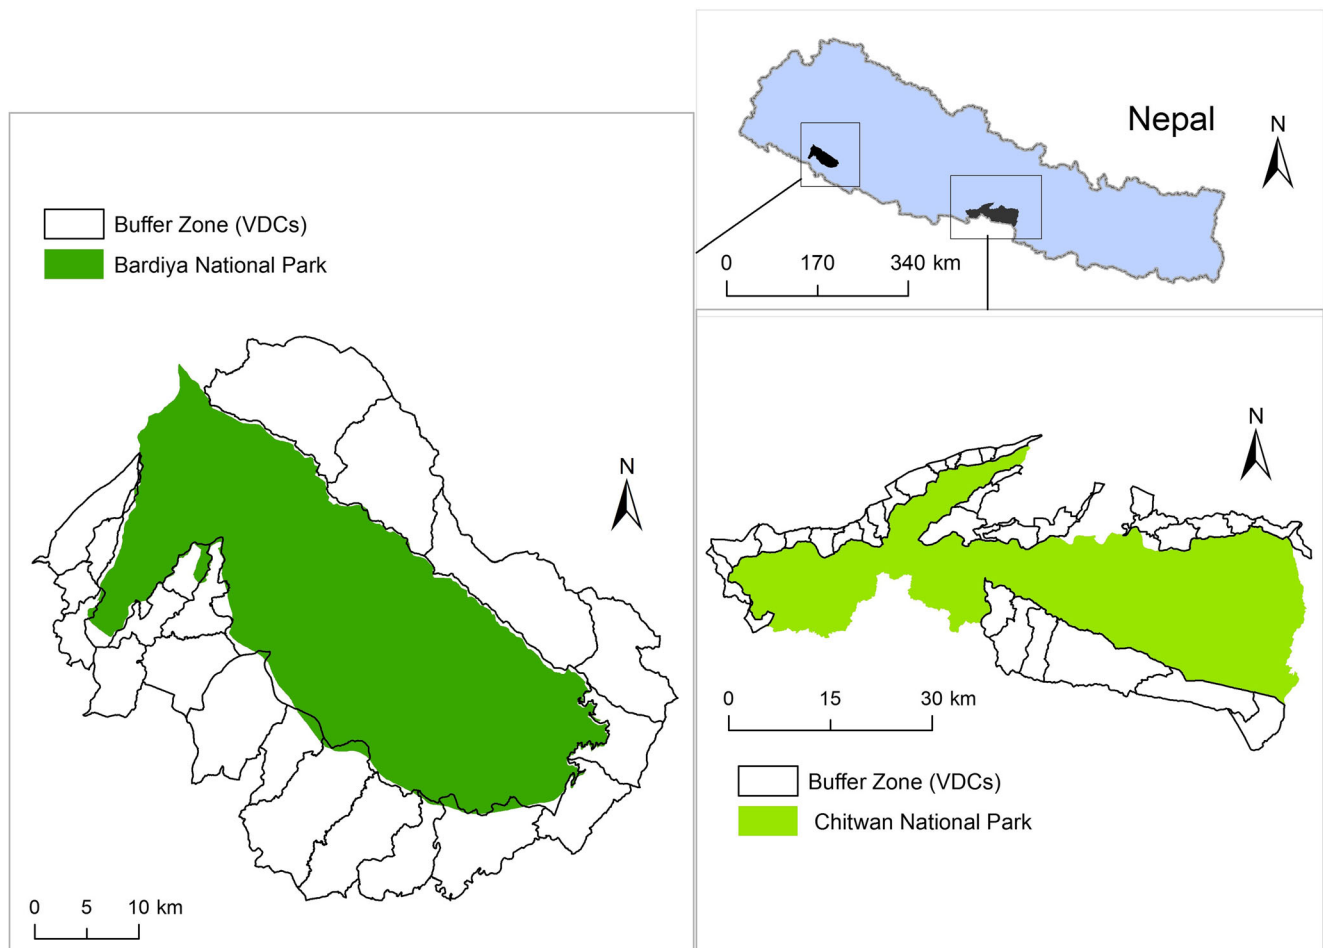 Nepal
N
0 170 340 km
Buffer Zone (VDCs)
Bardiya National Park
N
0 5 10 km
N
0 15 30 km
Buffer Zone (VDCs)
Chitwan National Park